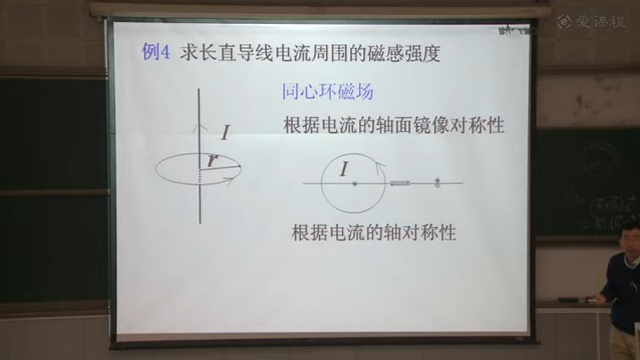 爱课程
例4 求长直导线电流周围的磁感强度
同心环磁场
根据电流的轴面镜像对称性
I
r
I
根据电流的轴对称性